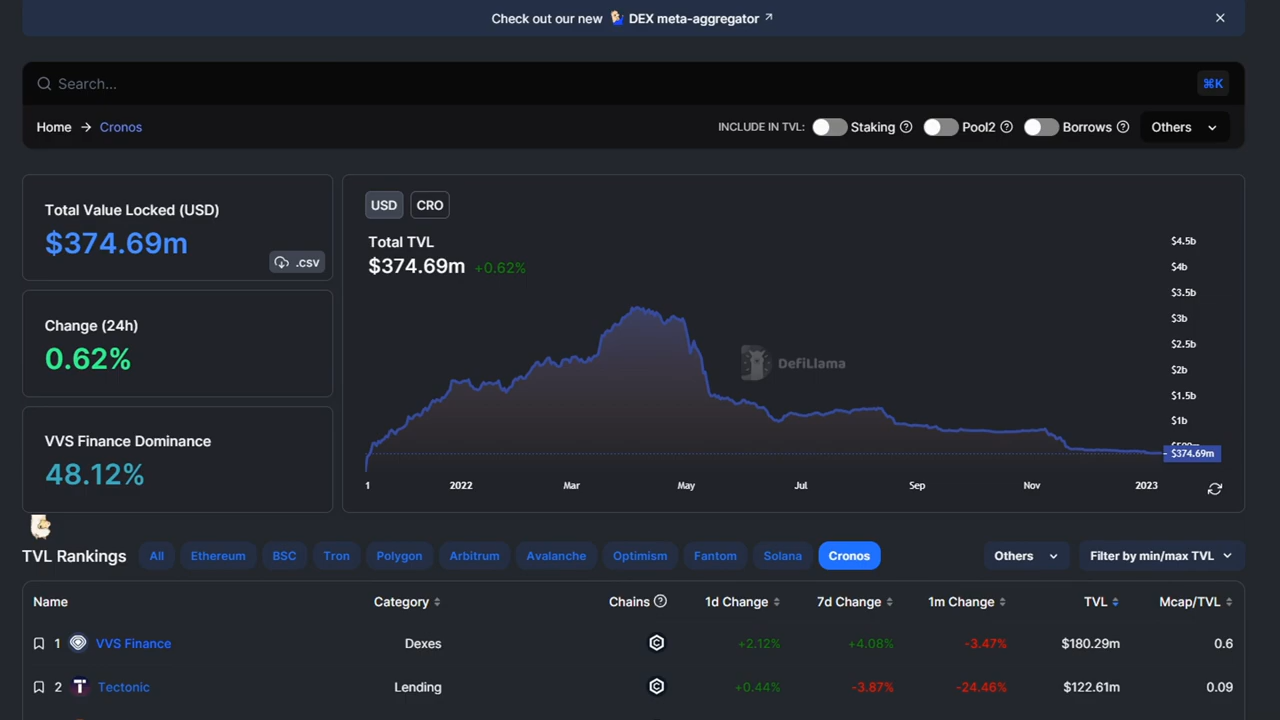 Check out our new DEX meta-aggregator ↗
Search...
⌘K
Home → Cronos
INCLUDE IN TVL: Staking Pool2 Borrows Others
Total Value Locked (USD)
$374.69m
.csv
Change (24h)
0.62%
VVS Finance Dominance
48.12%
USD CRO
Total TVL
$374.69m +0.62%
$4.5b
$4b
$3.5b
$3b
$2.5b
$2b
$1.5b
$1b
$374.69m
DefiLlama
1 2022 Mar May Jul Sep Nov 2023
TVL Rankings All Ethereum BSC Tron Polygon Arbitrum Avalanche Optimism Fantom Solana Cronos Others Filter by min/max TVL
Name Category Chains 1d Change 7d Change 1m Change TVL Mcap/TVL
1 VVS Finance Dexes +2.12% +4.08% -3.47% $180.29m 0.6
2 Tectonic Lending +0.44% -3.87% -24.46% $122.61m 0.09